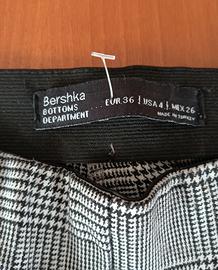 Bershka
BOTTOMS
DEPARTMENT
EUR 36 | USA 4 | MEX 26
MADE IN TURKEY